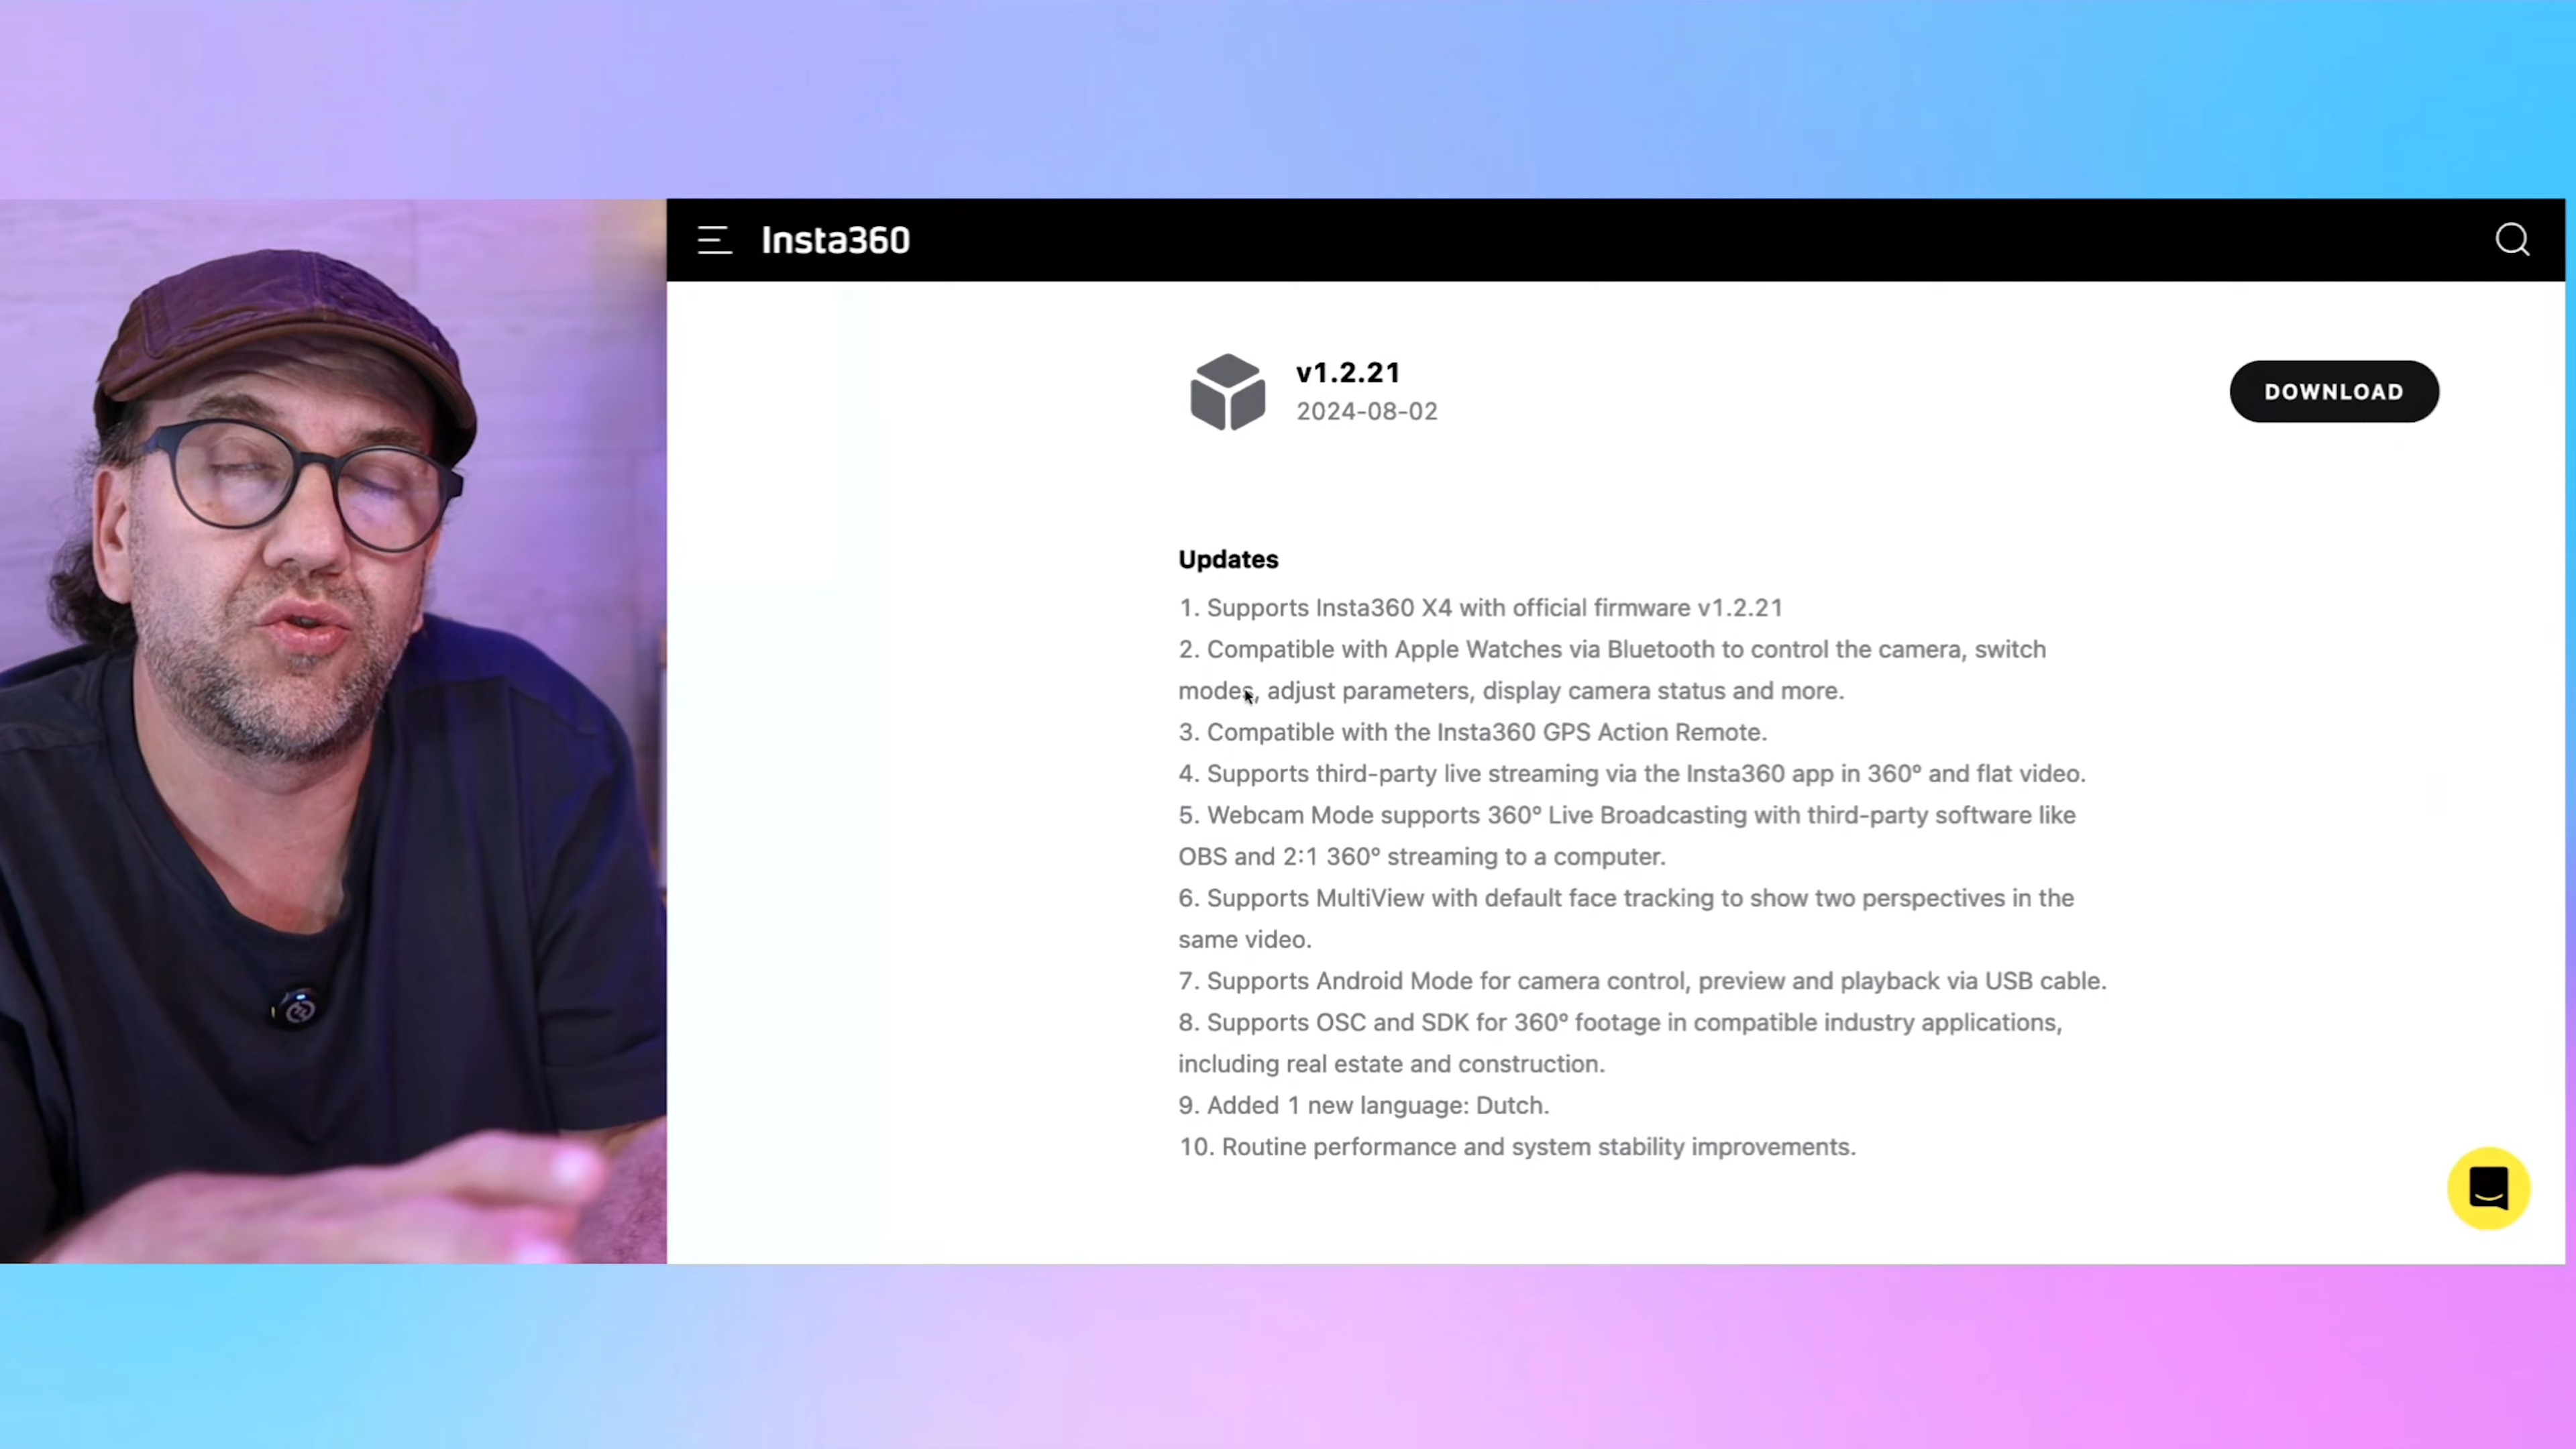 Insta360
v1.2.21
2024-08-02
DOWNLOAD
Updates
1. Supports Insta360 X4 with official firmware v1.2.21
2. Compatible with Apple Watches via Bluetooth to control the camera, switch
modes, adjust parameters, display camera status and more.
3. Compatible with the Insta360 GPS Action Remote.
4. Supports third-party live streaming via the Insta360 app in 360° and flat video.
5. Webcam Mode supports 360° Live Broadcasting with third-party software like
OBS and 2:1 360° streaming to a computer.
6. Supports MultiView with default face tracking to show two perspectives in the
same video.
7. Supports Android Mode for camera control, preview and playback via USB cable.
8. Supports OSC and SDK for 360° footage in compatible industry applications,
including real estate and construction.
9. Added 1 new language: Dutch.
10. Routine performance and system stability improvements.